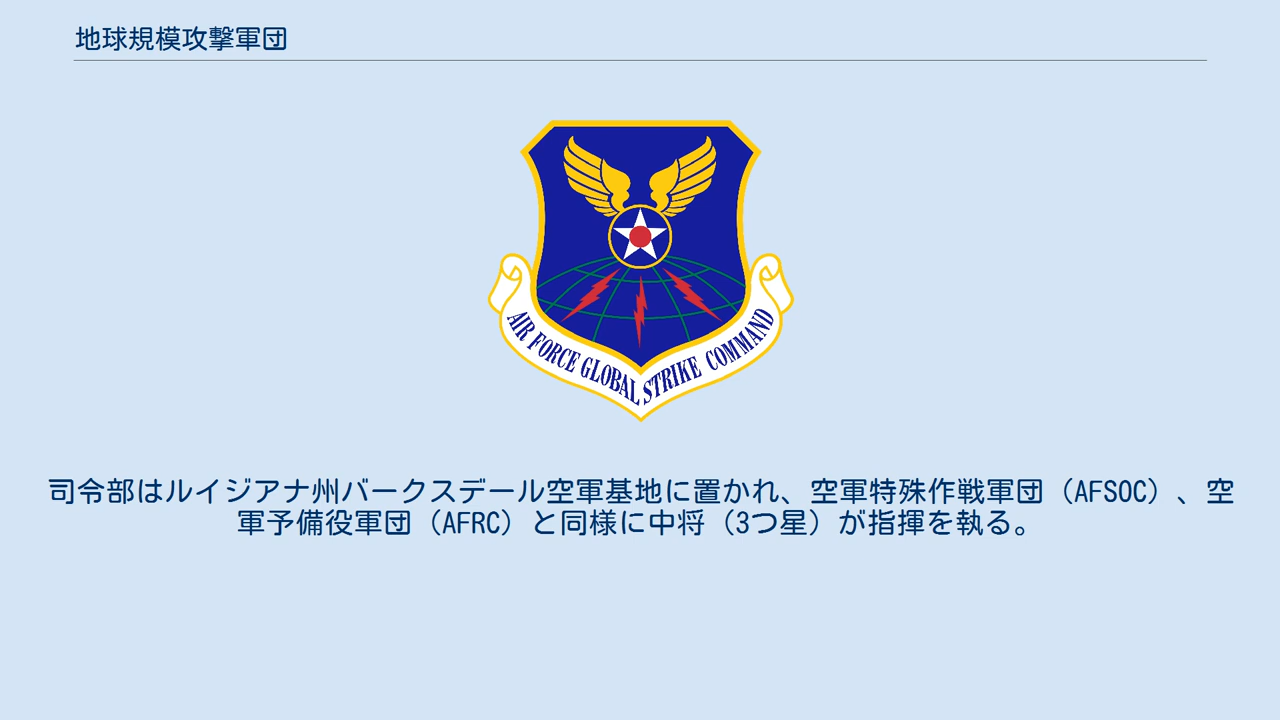 地球規模攻撃軍団
AIR FORCE GLOBAL STRIKE COMMAND
司令部はルイジアナ州バークスデール空軍基地に置かれ、空軍特殊作戦軍団（AFSOC）、空
軍予備役軍団（AFRC）と同様に中将（3つ星）が指揮を執る。